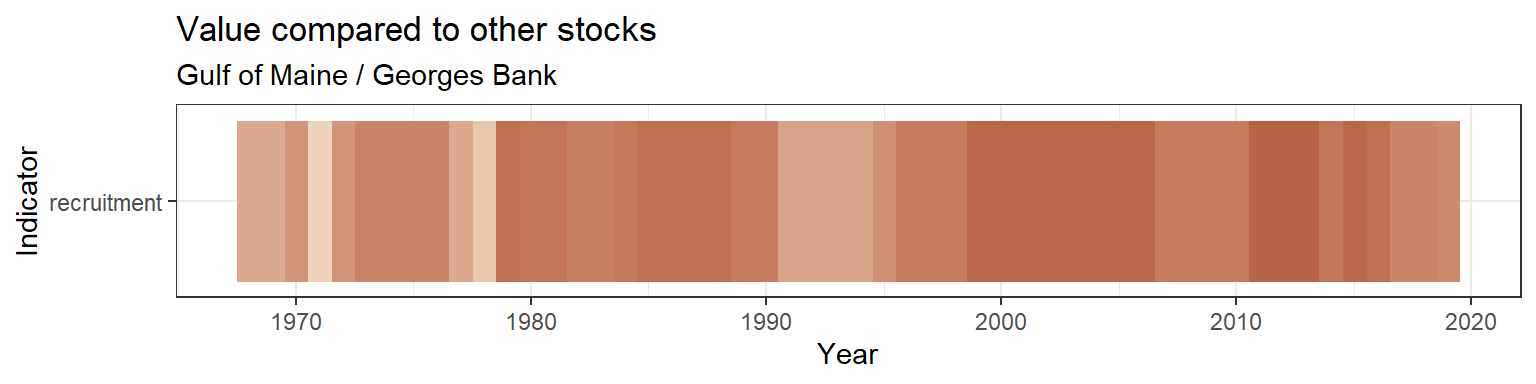 Value compared to other stocks
Gulf of Maine / Georges Bank
Indicator
recruitment
1970 1980 1990 2000 2010 2020
Year